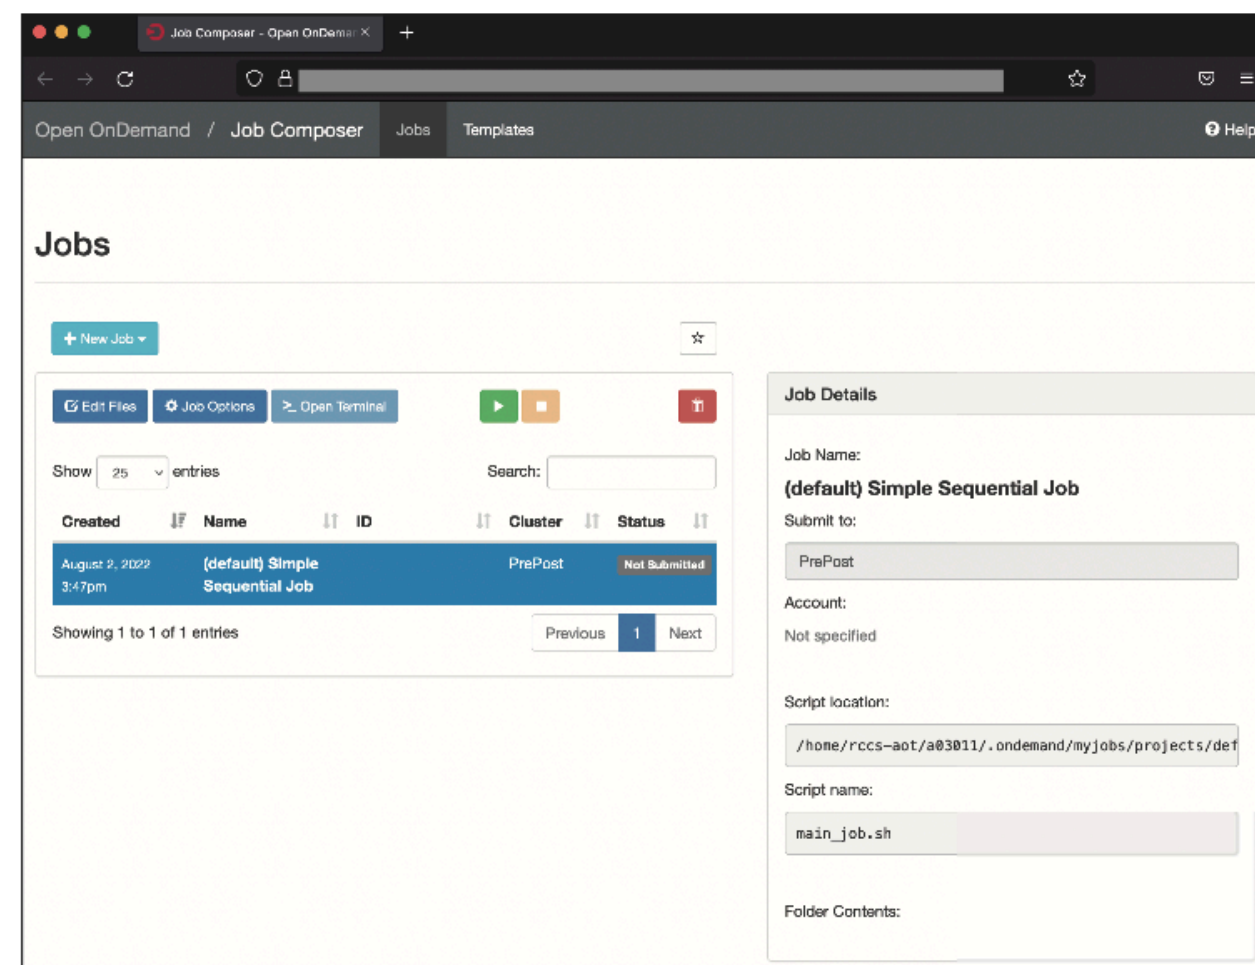 Job Composer - Open OnDemar
Open OnDemand / Job Composer Jobs Templates Help
Jobs
New Job
Edit Files Job Options >_ Open Terminal
Show 25 entries Search:
Created Name ID Cluster Status
August 2, 2022 (default) Simple PrePost Not Submitted
3:47pm Sequential Job
Showing 1 to 1 of 1 entries Previous 1 Next
Job Details
Job Name:
(default) Simple Sequential Job
Submit to:
PrePost
Account:
Not specified
Script location:
/home/rccs-aot/a03011/.ondemand/myjobs/projects/def
Script name:
main_job.sh
Folder Contents: